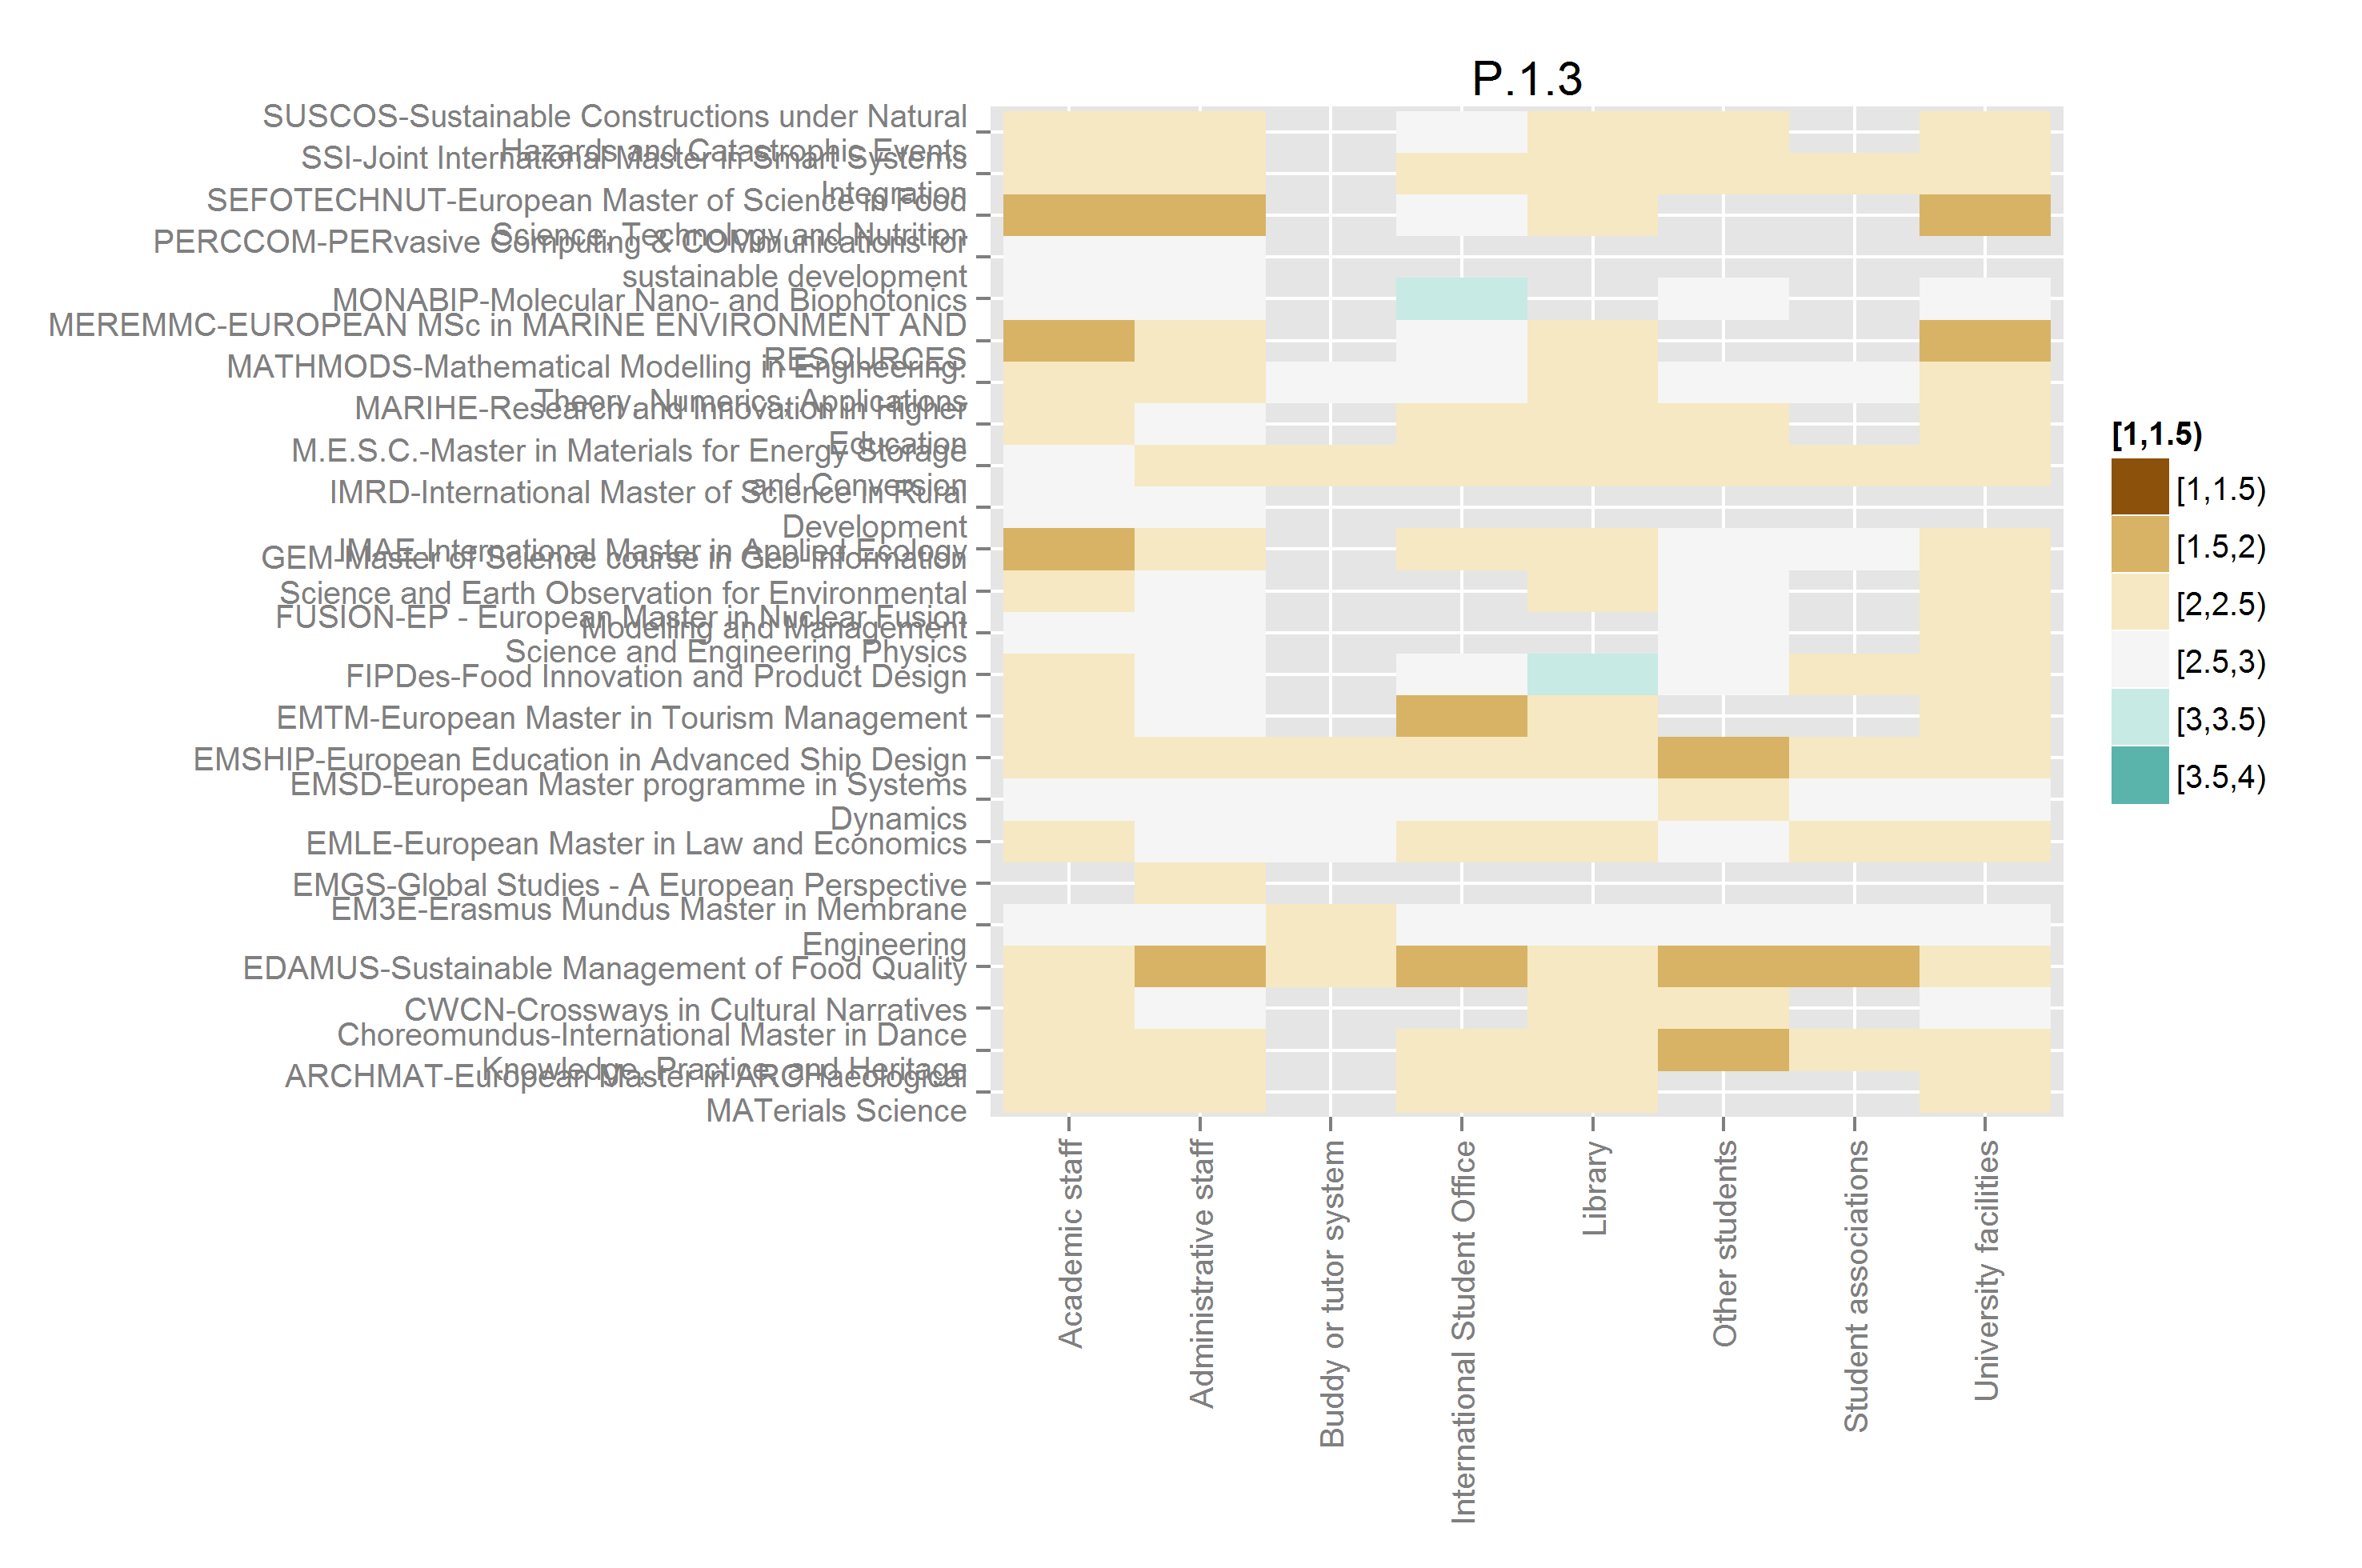 P.1.3
SUSCOS-Sustainable Constructions under Natural
Hazards and Catastrophic Events
SSI-Joint International Master in Smart Systems
Integration
SEFOTECHNUT-European Master of Science in Food
Science, Technology and Nutrition
PERCCOM-PERvasive Computing & COMmunications for
sustainable development
MONABIP-Molecular Nano- and Biophotonics
MEREMMC-EUROPEAN MSc in MARINE ENVIRONMENT AND
RESOURCES
MATHMODS-Mathematical Modelling in Engineering:
Theory, Numerics, Applications
MARIHE-Research and Innovation in Higher
Education
M.E.S.C.-Master in Materials for Energy Storage
and Conversion
IMRD-International Master of Science in Rural
Development
IMAE-International Master in Applied Ecology
GEM-Master of Science course in Geo-information
Science and Earth Observation for Environmental
Modelling and Management
FUSION-EP - European Master in Nuclear Fusion
Science and Engineering Physics
FIPDes-Food Innovation and Product Design
EMTM-European Master in Tourism Management
EMSHIP-European Education in Advanced Ship Design
EMSD-European Master programme in Systems
Dynamics
EMLE-European Master in Law and Economics
EMGS-Global Studies - A European Perspective
EM3E-Erasmus Mundus Master in Membrane
Engineering
EDAMUS-Sustainable Management of Food Quality
CWCN-Crossways in Cultural Narratives
Choreomundus-International Master in Dance
Knowledge, Practice, and Heritage
ARCHMAT-European Master in ARCHaeological
MATerials Science
Academic staff
Administrative staff
Buddy or tutor system
International Student Office
Library
Other students
Student associations
University facilities
[1,1.5)
[1,1.5)
[1.5,2)
[2,2.5)
[2.5,3)
[3,3.5)
[3.5,4)